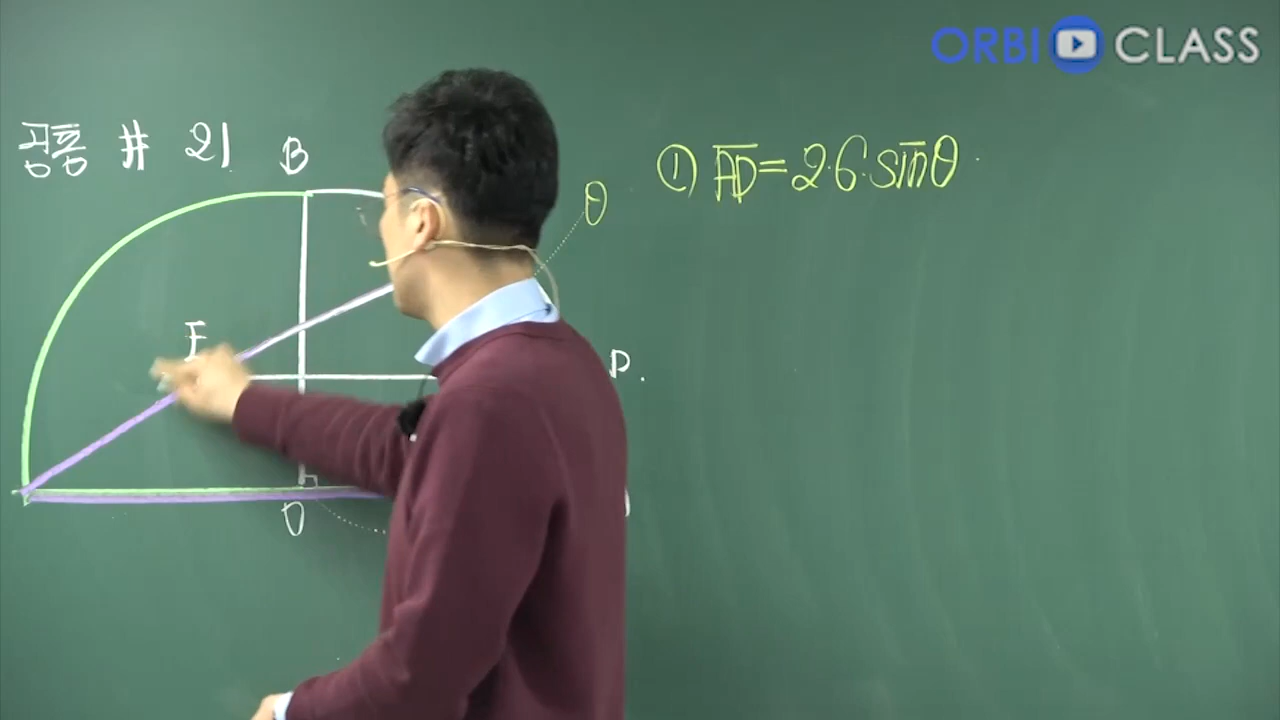 ORBI CLASS
공통 # 21
B
θ
① AD=2·6·sinθ
E
D
O